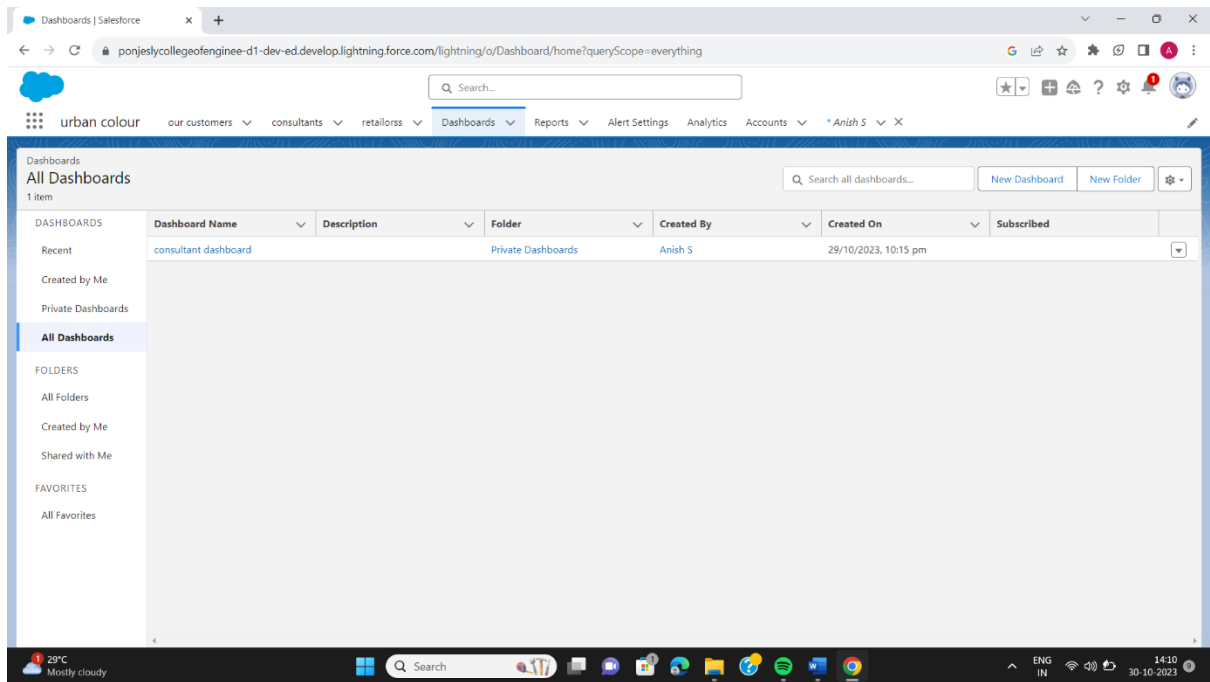 Dashboards | Salesforce
ponjeslycollegeofenginee-d1-dev-ed.develop.lightning.force.com/lightning/o/Dashboard/home?queryScope=everything
G
A
Search...
1
urban colour our customers consultants retailorss Dashboards Reports Alert Settings Analytics Accounts * Anish S
Dashboards
All Dashboards
1 item
Search all dashboards...
New Dashboard
New Folder
DASHBOARDS
Recent
Created by Me
Private Dashboards
All Dashboards
FOLDERS
All Folders
Created by Me
Shared with Me
FAVORITES
All Favorites
Dashboard Name Description Folder Created By Created On Subscribed
consultant dashboard Private Dashboards Anish S 29/10/2023, 10:15 pm
1
29°C
Mostly cloudy
Search
ENG
IN
14:10
30-10-2023